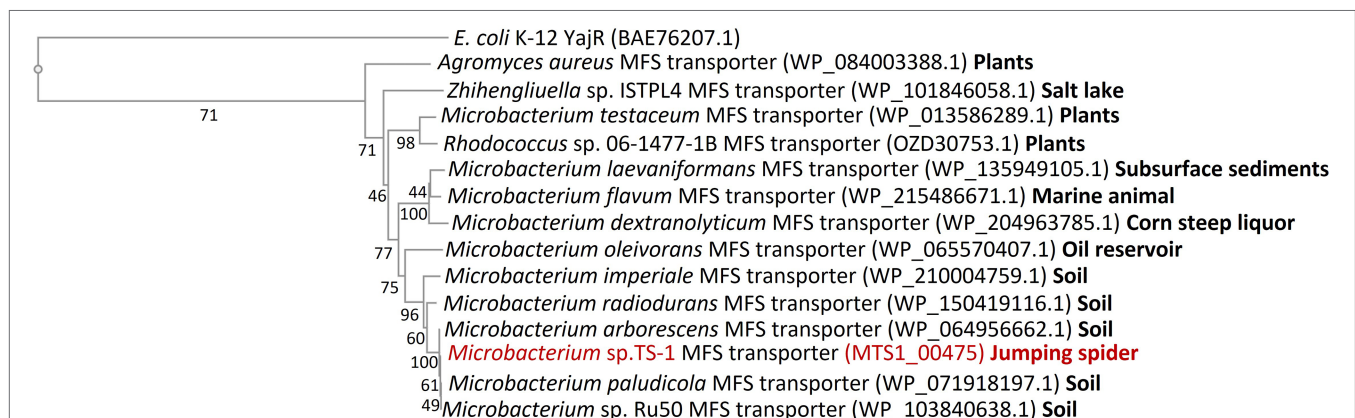 E. coli K-12 YajR (BAE76207.1)
Agromyces aureus MFS transporter (WP_084003388.1) Plants
Zhihengliuella sp. ISTPL4 MFS transporter (WP_101846058.1) Salt lake
71
Microbacterium testaceum MFS transporter (WP_013586289.1) Plants
71
98
Rhodococcus sp. 06-1477-1B MFS transporter (OZD30753.1) Plants
Microbacterium laevaniformans MFS transporter (WP_135949105.1) Subsurface sediments
46
44
Microbacterium flavum MFS transporter (WP_215486671.1) Marine animal
100
Microbacterium dextranolyticum MFS transporter (WP_204963785.1) Corn steep liquor
77
Microbacterium oleivorans MFS transporter (WP_065570407.1) Oil reservoir
75
Microbacterium imperiale MFS transporter (WP_210004759.1) Soil
96
Microbacterium radiodurans MFS transporter (WP_150419116.1) Soil
60
Microbacterium arborescens MFS transporter (WP_064956662.1) Soil
100
Microbacterium sp.TS-1 MFS transporter (MTS1_00475) Jumping spider
61
Microbacterium paludicola MFS transporter (WP_071918197.1) Soil
49
Microbacterium sp. Ru50 MFS transporter (WP_103840638.1) Soil